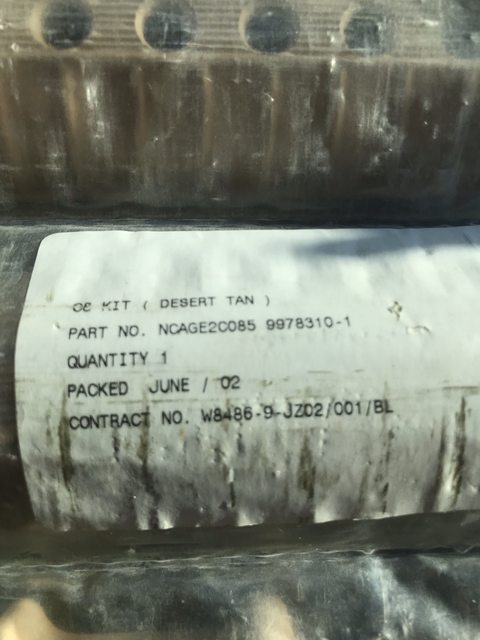 KIT ( DESERT TAN )
PART NO. NCAGE2C085 9978310-1
QUANTITY 1
PACKED JUNE / 02
CONTRACT NO. W8486-9-JZ02/001/BL